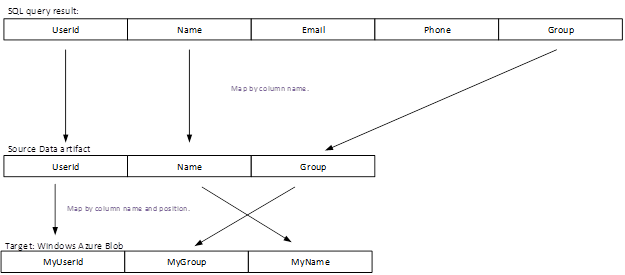 SQL query result:
UserId Name Email Phone Group
Map by column name.
Source Data artifact
UserId Name Group
Map by column name and position.
Target: Windows Azure Blob
MyUserId MyGroup MyName